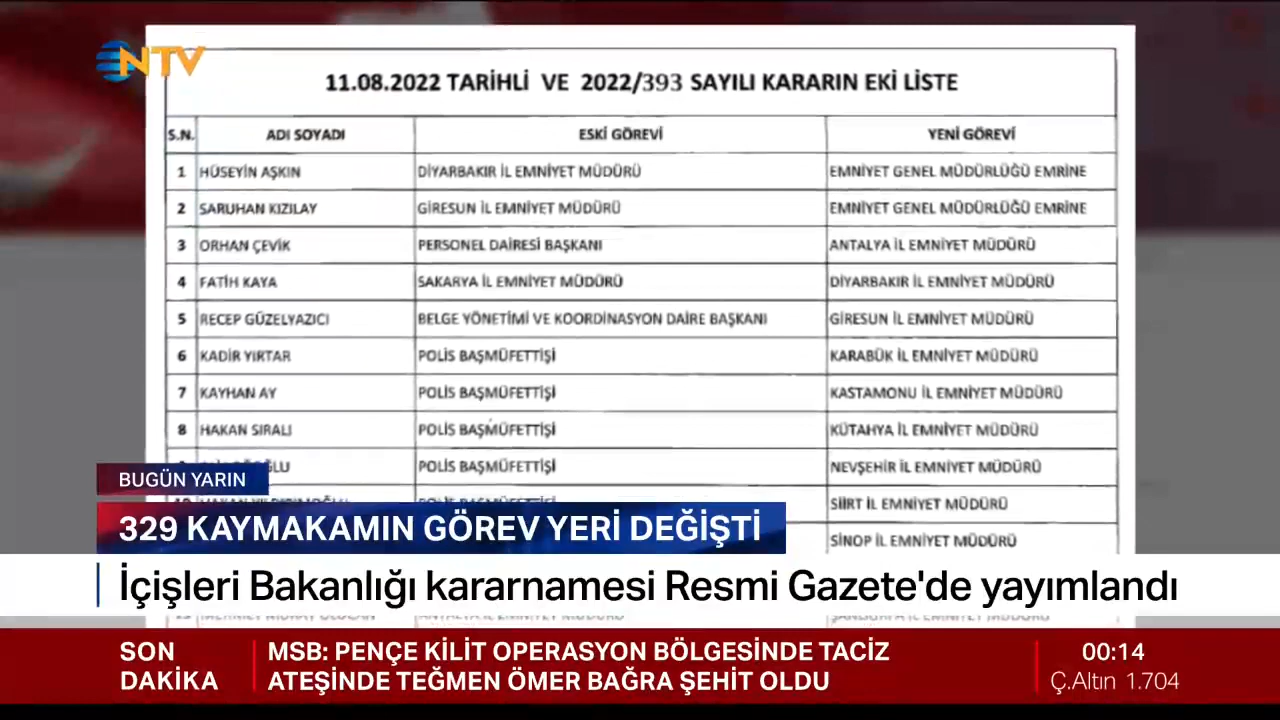 NTV
11.08.2022 TARİHLİ VE 2022/393 SAYILI KARARIN EKİ LİSTE
S.N. ADI SOYADI ESKİ GÖREVİ YENİ GÖREVİ
1 HÜSEYİN AŞKIN DİYARBAKIR İL EMNİYET MÜDÜRÜ EMNİYET GENEL MÜDÜRLÜĞÜ EMRİNE
2 SARUHAN KIZILAY GİRESUN İL EMNİYET MÜDÜRÜ EMNİYET GENEL MÜDÜRLÜĞÜ EMRİNE
3 ORHAN ÇEVİK PERSONEL DAİRESİ BAŞKANI ANTALYA İL EMNİYET MÜDÜRÜ
4 FATİH KAYA SAKARYA İL EMNİYET MÜDÜRÜ DİYARBAKIR İL EMNİYET MÜDÜRÜ
5 RECEP GÜZELYAZICI BELGE YÖNETİMİ VE KOORDİNASYON DAİRE BAŞKANI GİRESUN İL EMNİYET MÜDÜRÜ
6 KADİR YIRTAR POLİS BAŞMÜFETTİŞİ KARABÜK İL EMNİYET MÜDÜRÜ
7 KAYHAN AY POLİS BAŞMÜFETTİŞİ KASTAMONU İL EMNİYET MÜDÜRÜ
8 HAKAN SIRALI POLİS BAŞMÜFETTİŞİ KÜTAHYA İL EMNİYET MÜDÜRÜ
POLİS BAŞMÜFETTİŞİ NEVŞEHİR İL EMNİYET MÜDÜRÜ
SİİRT İL EMNİYET MÜDÜRÜ
SİNOP İL EMNİYET MÜDÜRÜ
BUGÜN YARIN
329 KAYMAKAMIN GÖREV YERİ DEĞİŞTİ
İçişleri Bakanlığı kararnamesi Resmi Gazete'de yayımlandı
SON DAKİKA
MSB: PENÇE KİLİT OPERASYON BÖLGESİNDE TACİZ
ATEŞİNDE TEĞMEN ÖMER BAĞRA ŞEHİT OLDU
00:14
Ç.Altın 1.704